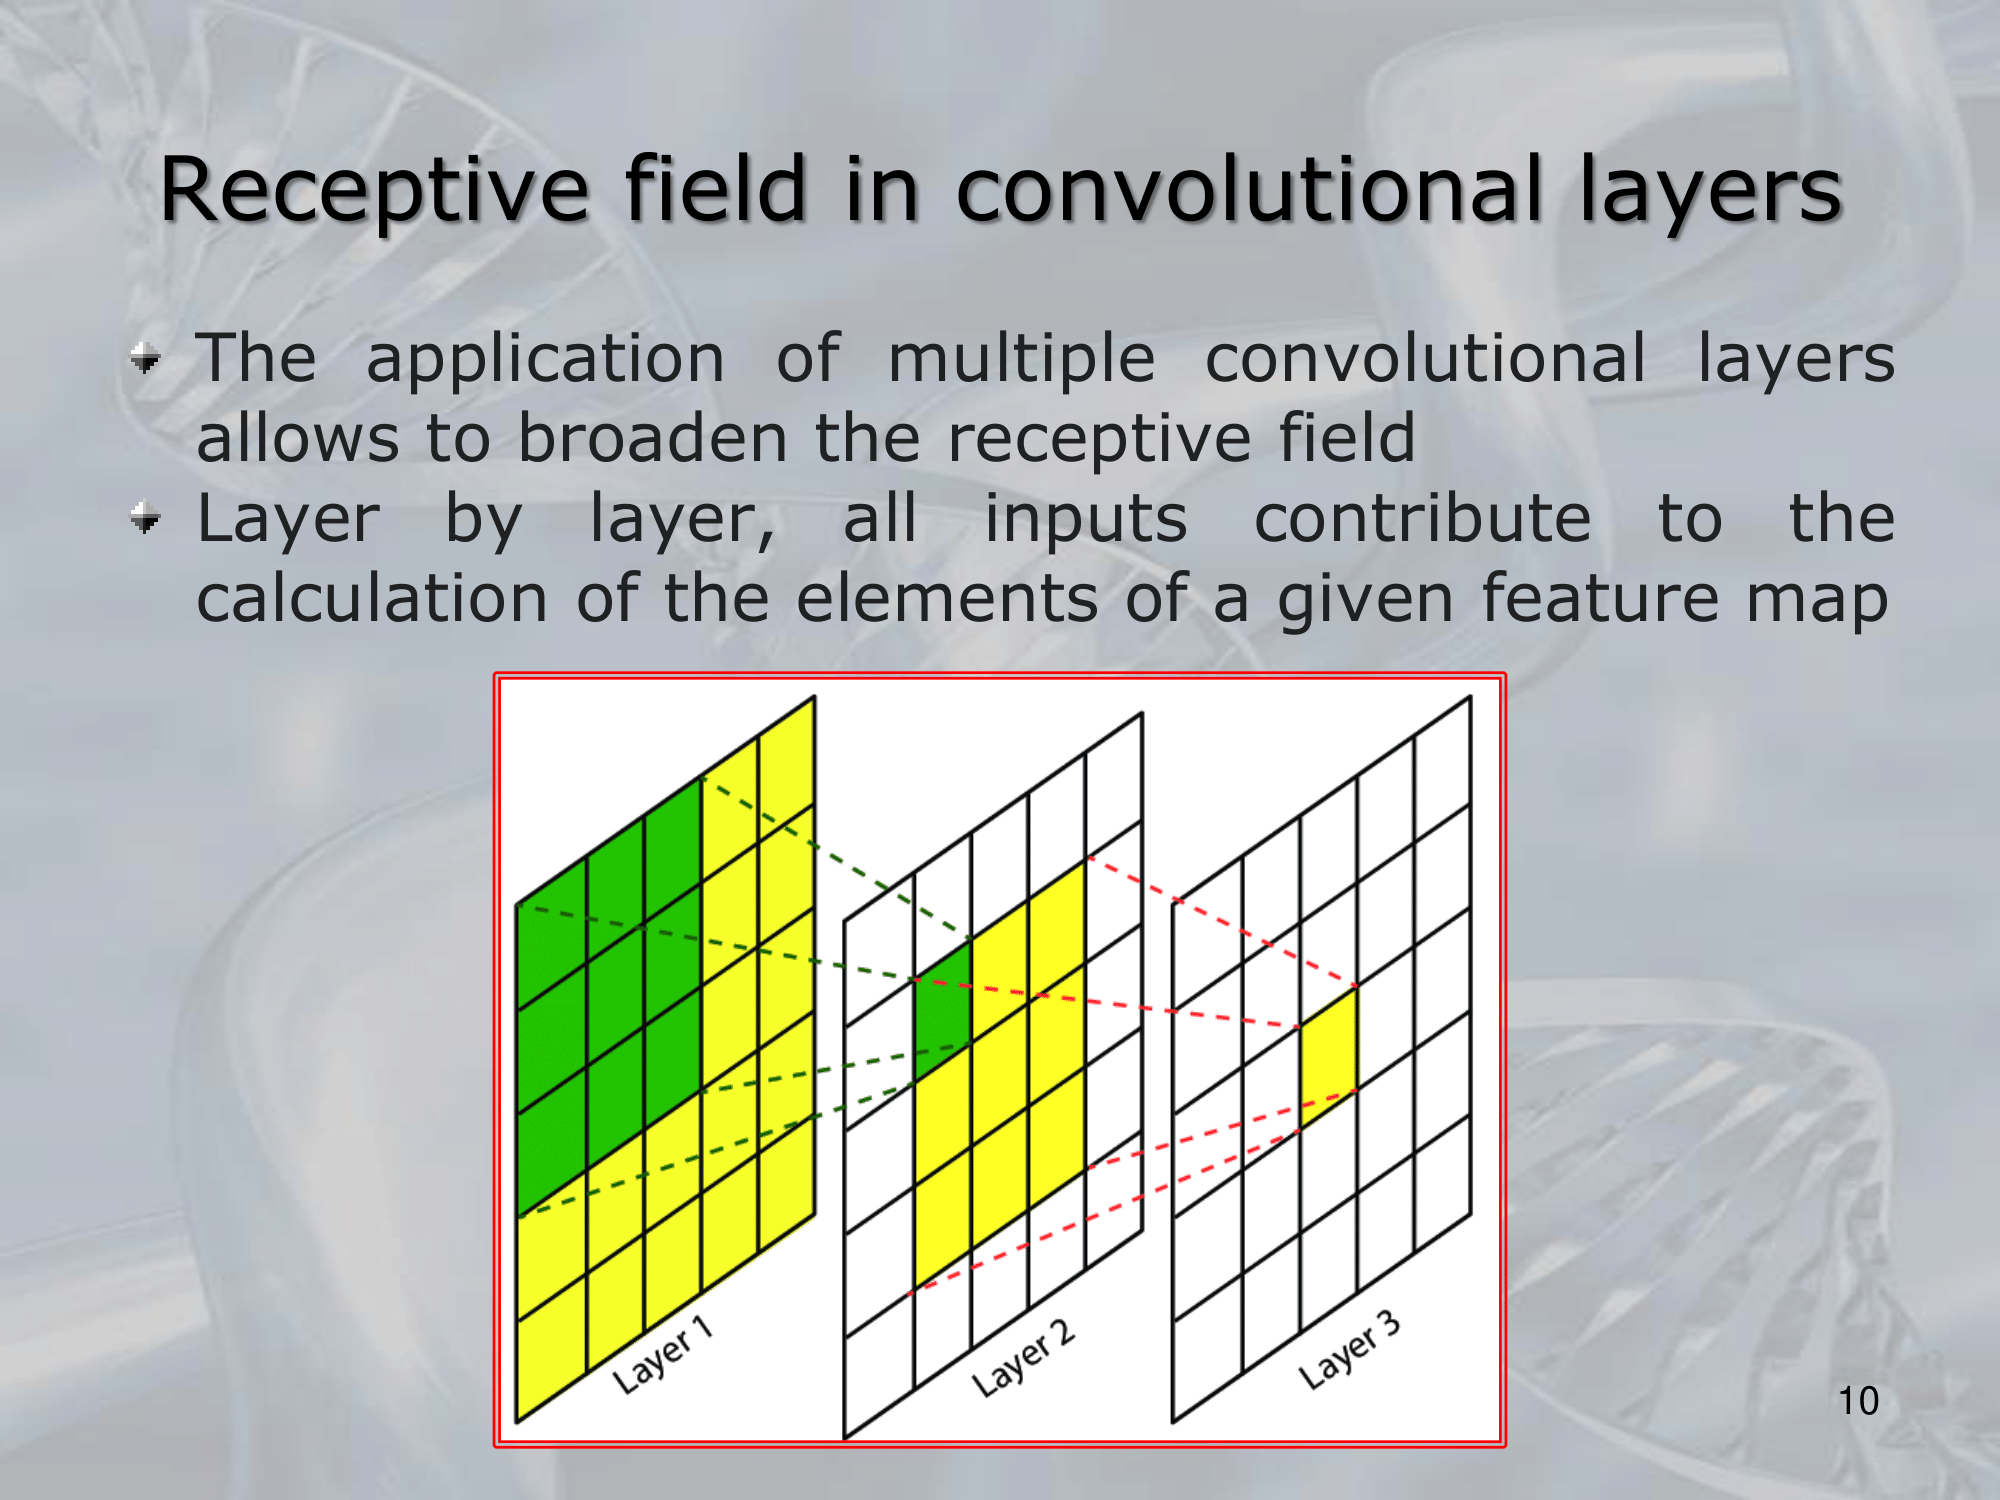 Receptive field in convolutional layers
The application of multiple convolutional layers
allows to broaden the receptive field
Layer by layer, all inputs contribute to the
calculation of the elements of a given feature map
Layer 1
Layer 2
Layer 3
10